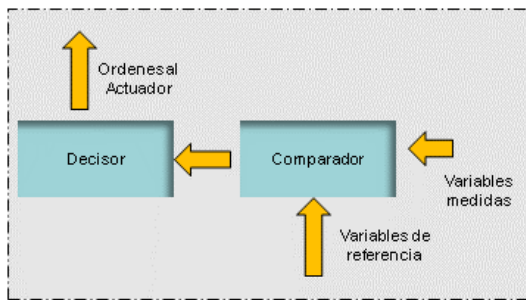 Ordenesal
Actuador
Decisor
Comparador
Variables
medidas
Variables de
referencia